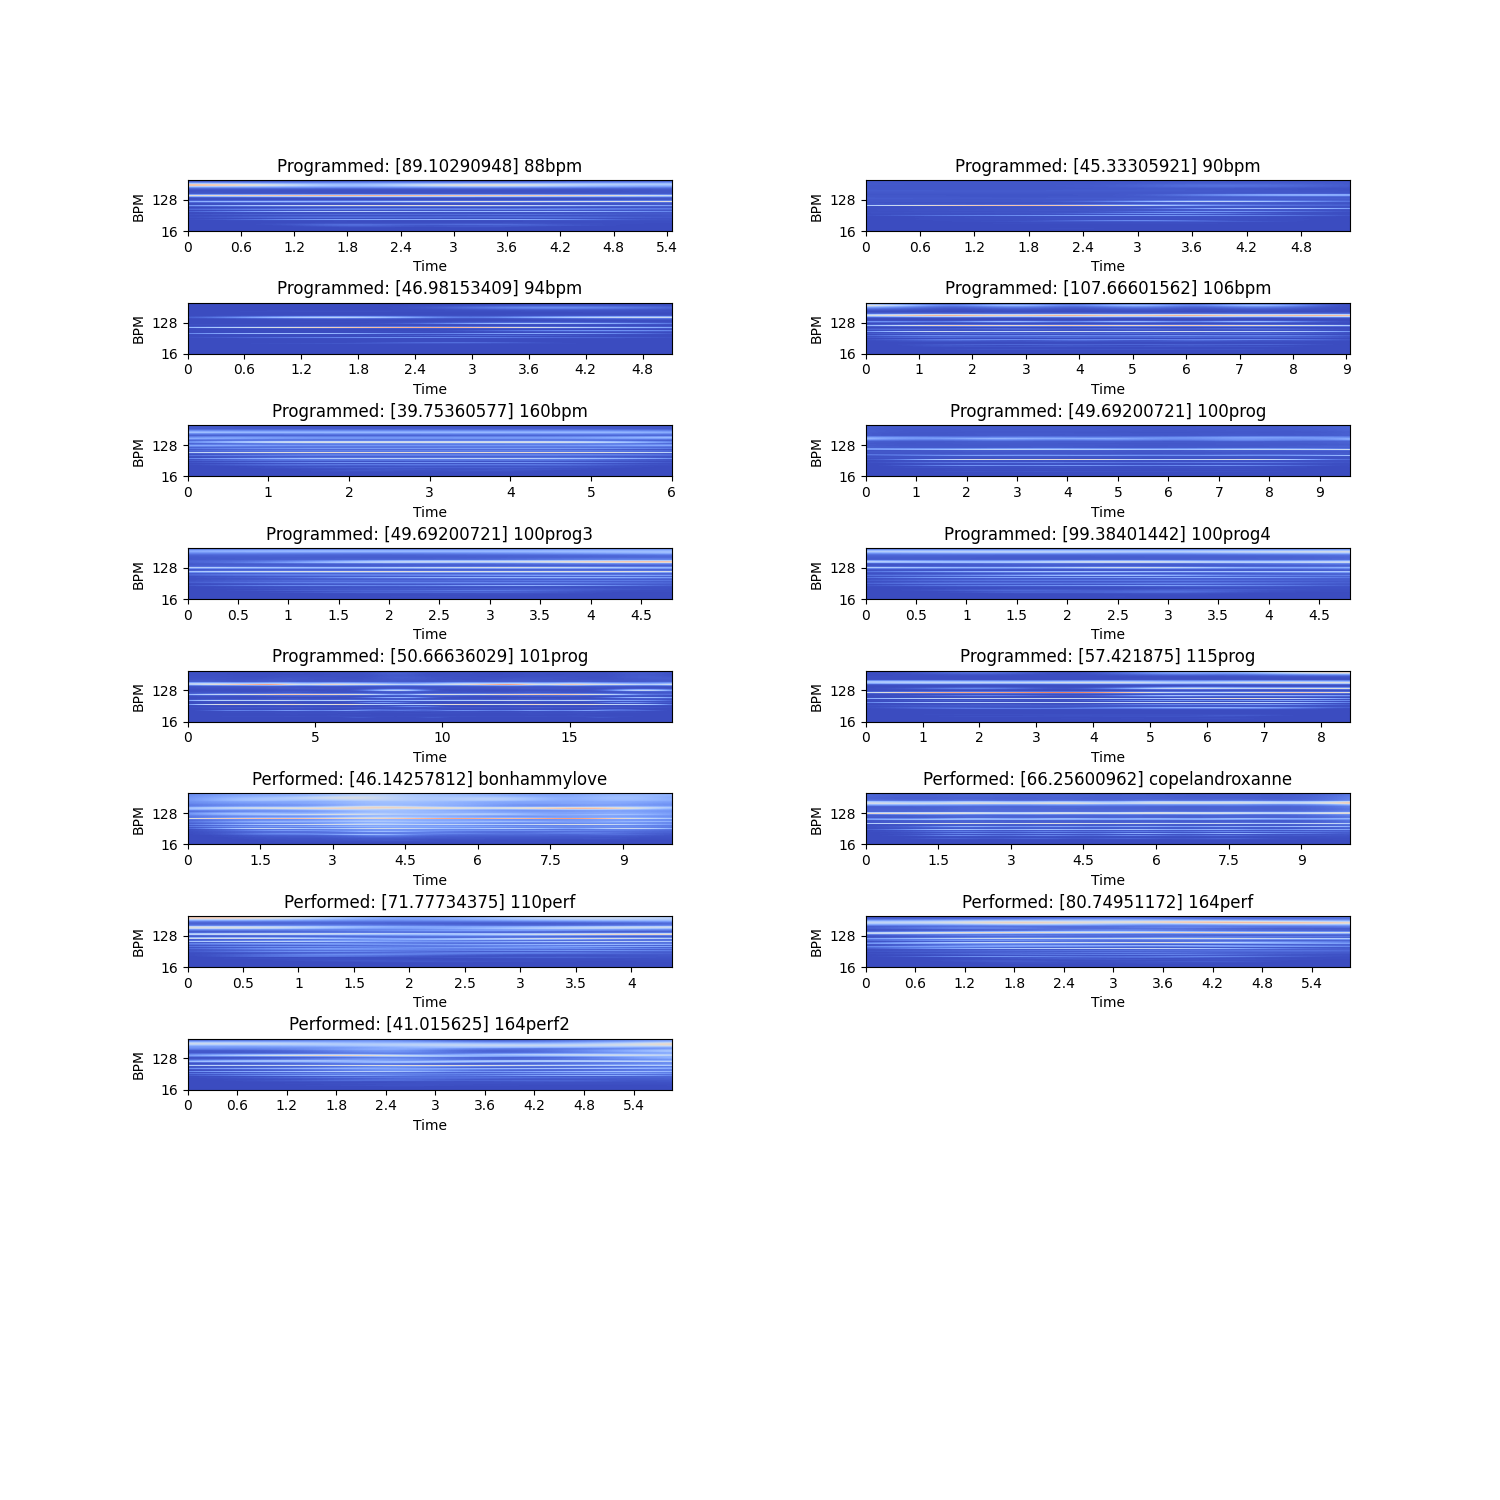 Programmed: [89.10290948] 88bpm
BPM
128
16
0 0.6 1.2 1.8 2.4 3 3.6 4.2 4.8 5.4
Time
Programmed: [45.33305921] 90bpm
BPM
128
16
0 0.6 1.2 1.8 2.4 3 3.6 4.2 4.8
Time
Programmed: [46.98153409] 94bpm
BPM
128
16
0 0.6 1.2 1.8 2.4 3 3.6 4.2 4.8
Time
Programmed: [107.66601562] 106bpm
BPM
128
16
0 1 2 3 4 5 6 7 8 9
Time
Programmed: [39.75360577] 160bpm
BPM
128
16
0 1 2 3 4 5 6
Time
Programmed: [49.69200721] 100prog
BPM
128
16
0 1 2 3 4 5 6 7 8 9
Time
Programmed: [49.69200721] 100prog3
BPM
128
16
0 0.5 1 1.5 2 2.5 3 3.5 4 4.5
Time
Programmed: [99.38401442] 100prog4
BPM
128
16
0 0.5 1 1.5 2 2.5 3 3.5 4 4.5
Time
Programmed: [50.66636029] 101prog
BPM
128
16
0 5 10 15
Time
Programmed: [57.421875] 115prog
BPM
128
16
0 1 2 3 4 5 6 7 8
Time
Performed: [46.14257812] bonhammylove
BPM
128
16
0 1.5 3 4.5 6 7.5 9
Time
Performed: [66.25600962] copelandroxanne
BPM
128
16
0 1.5 3 4.5 6 7.5 9
Time
Performed: [71.77734375] 110perf
BPM
128
16
0 0.5 1 1.5 2 2.5 3 3.5 4
Time
Performed: [80.74951172] 164perf
BPM
128
16
0 0.6 1.2 1.8 2.4 3 3.6 4.2 4.8 5.4
Time
Performed: [41.015625] 164perf2
BPM
128
16
0 0.6 1.2 1.8 2.4 3 3.6 4.2 4.8 5.4
Time